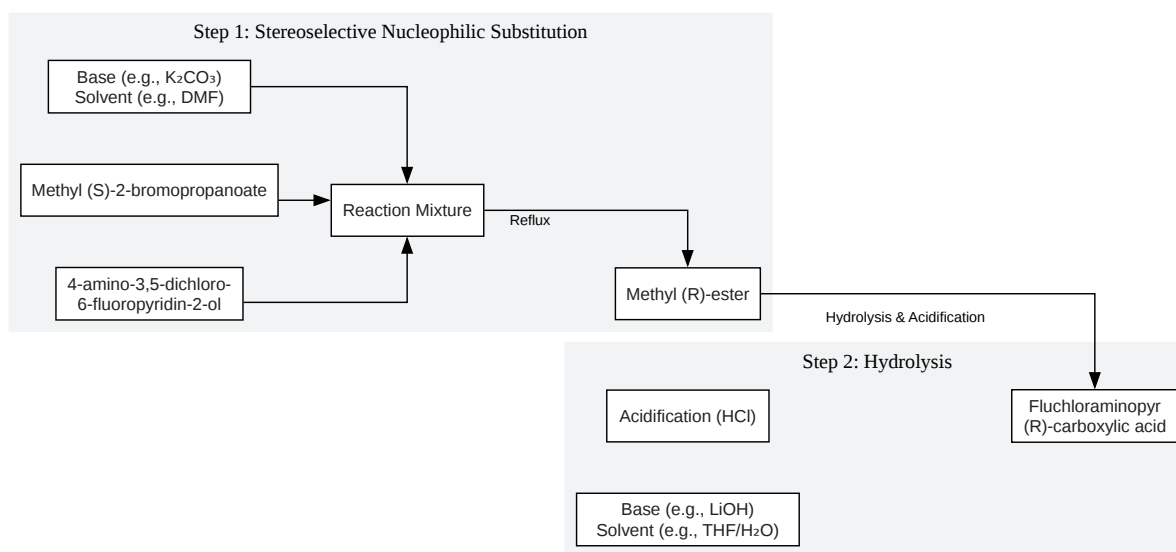 Step 1: Stereoselective Nucleophilic Substitution
Base (e.g., K₂CO₃)
Solvent (e.g., DMF)
Methyl (S)-2-bromopropanoate
Reaction Mixture
Reflux
4-amino-3,5-dichloro-
6-fluoropyridin-2-ol
Methyl (R)-ester
Hydrolysis & Acidification
Step 2: Hydrolysis
Acidification (HCl)
Fluchloraminopyr
(R)-carboxylic acid
Base (e.g., LiOH)
Solvent (e.g., THF/H₂O)